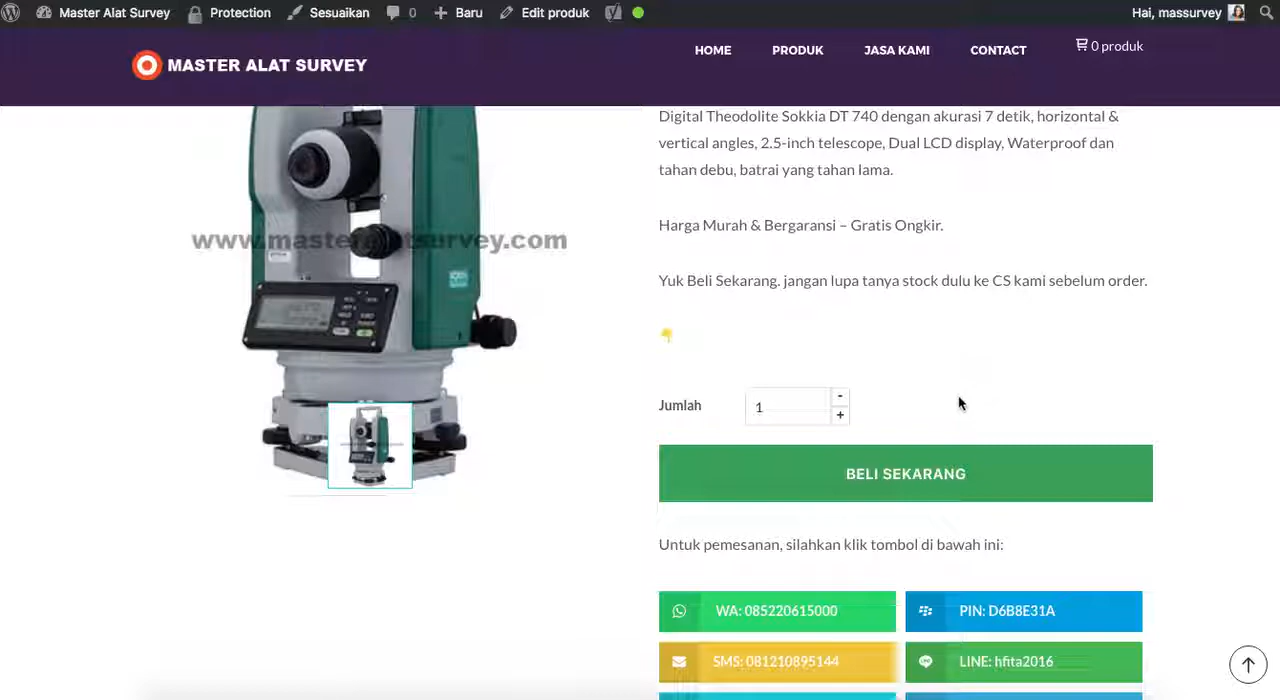 Master Alat Survey Protection Sesuaikan 0 Baru Edit produk Hai, massurvey
MASTER ALAT SURVEY HOME PRODUK JASA KAMI CONTACT 0 produk
Digital Theodolite Sokkia DT 740 dengan akurasi 7 detik, horizontal &
vertical angles, 2.5-inch telescope, Dual LCD display, Waterproof dan
tahan debu, batrai yang tahan lama.
Harga Murah & Bergaransi – Gratis Ongkir.
www.masteralatsurvey.com
Yuk Beli Sekarang. jangan lupa tanya stock dulu ke CS kami sebelum order.
Jumlah 1 - +
BELI SEKARANG
Untuk pemesanan, silahkan klik tombol di bawah ini:
WA: 085220615000 PIN: D6B8E31A
SMS: 081210895144 LINE: hfita2016